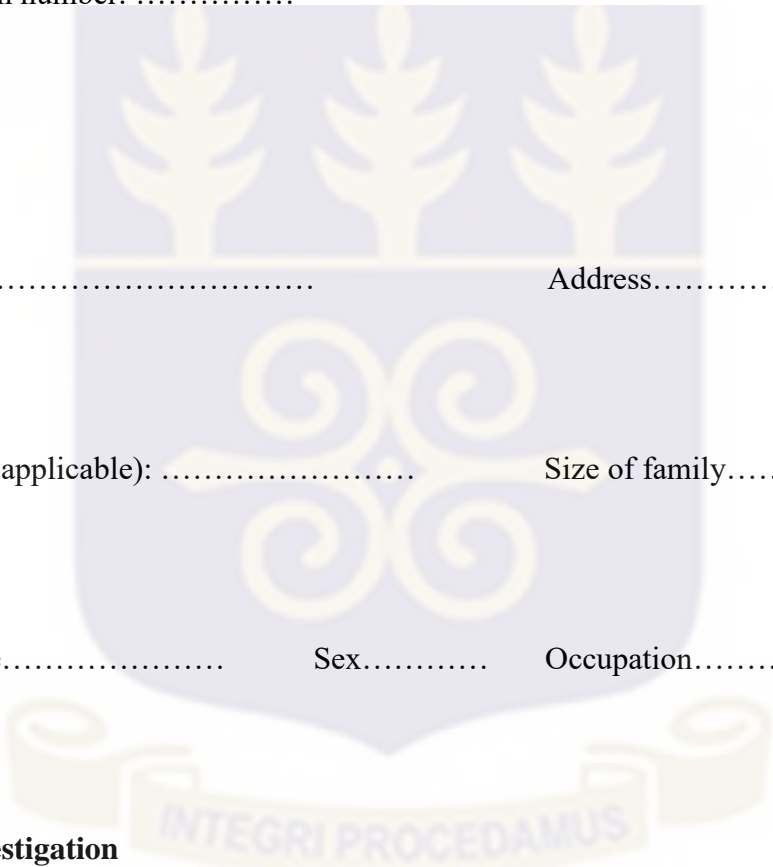 number: ……………
………………………… Address…………
applicable): …………………… Size of family……
………………… Sex………… Occupation………
estigation
INTEGRI PROCEDAMUS